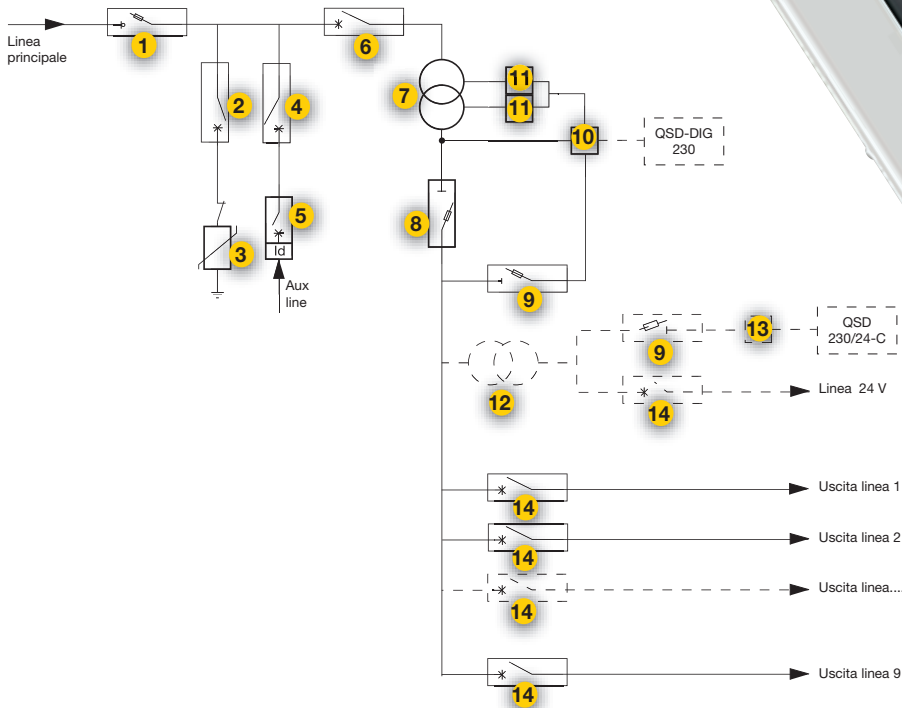 Linea
principale
1
6
2
4
7
11
11
10
QSD-DIG
230
3
5
Id
Aux
line
8
9
12
9
13
QSD
230/24-C
14
Linea 24 V
14
Uscita linea 1
14
Uscita linea 2
14
Uscita linea....
14
Uscita linea 9